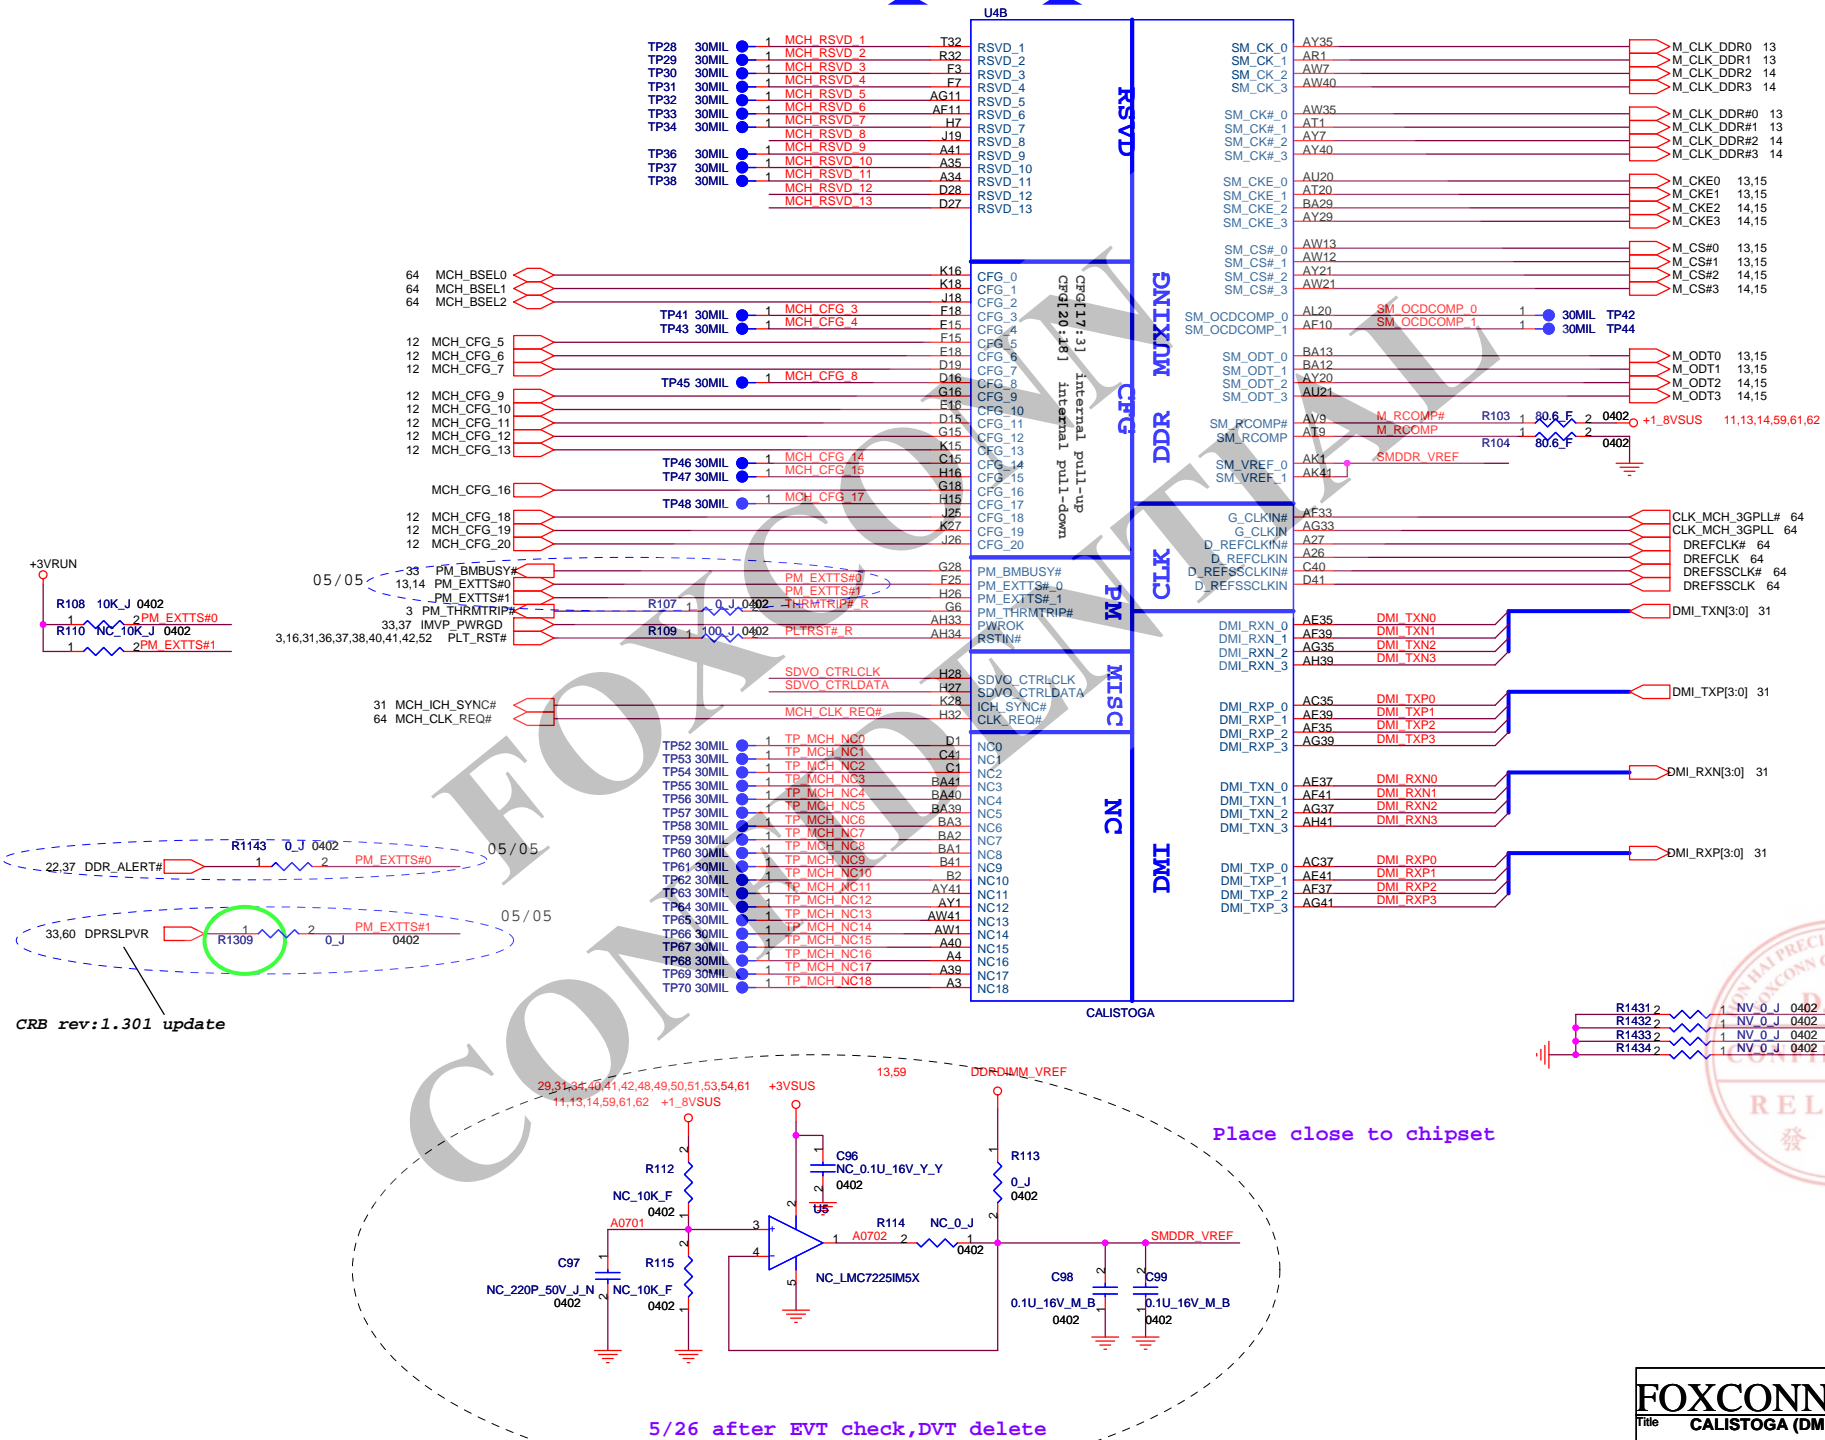 U4B
TP28 30MIL 1 MCH_RSVD_1 T32 RSVD_1
TP29 30MIL 1 MCH_RSVD_2 R32 RSVD_2
TP30 30MIL 1 MCH_RSVD_3 F3 RSVD_3
TP31 30MIL 1 MCH_RSVD_4 F7 RSVD_4
TP32 30MIL 1 MCH_RSVD_5 AG11 RSVD_5
TP33 30MIL 1 MCH_RSVD_6 AF11 RSVD_6
TP34 30MIL 1 MCH_RSVD_7 H7 RSVD_7
MCH_RSVD_8 J19 RSVD_8
TP36 30MIL 1 MCH_RSVD_9 A41 RSVD_9
TP37 30MIL 1 MCH_RSVD_10 A35 RSVD_10
TP38 30MIL 1 MCH_RSVD_11 A34 RSVD_11
MCH_RSVD_12 D28 RSVD_12
MCH_RSVD_13 D27 RSVD_13
RSVD
64 MCH_BSEL0 K16 CFG_0
64 MCH_BSEL1 K18 CFG_1
64 MCH_BSEL2 J18 CFG_2
TP41 30MIL 1 MCH_CFG_3 F18 CFG_3
TP43 30MIL 1 MCH_CFG_4 E15 CFG_4
12 MCH_CFG_5 F15 CFG_5
12 MCH_CFG_6 E18 CFG_6
12 MCH_CFG_7 D19 CFG_7
TP45 30MIL 1 MCH_CFG_8 D16 CFG_8
12 MCH_CFG_9 G16 CFG_9
12 MCH_CFG_10 E16 CFG_10
12 MCH_CFG_11 D15 CFG_11
12 MCH_CFG_12 G15 CFG_12
12 MCH_CFG_13 K15 CFG_13
TP46 30MIL 1 MCH_CFG_14 C15 CFG_14
TP47 30MIL 1 MCH_CFG_15 H16 CFG_15
MCH_CFG_16 G18 CFG_16
TP48 30MIL 1 MCH_CFG_17 H15 CFG_17
12 MCH_CFG_18 J25 CFG_18
12 MCH_CFG_19 K27 CFG_19
12 MCH_CFG_20 J26 CFG_20
CFG[17:3] internal pull-up
CFG[20:18] internal pull-down
CFG
05/05
33 PM_BMBUSY# G28 PM_BMBUSY#
13,14 PM_EXTTS#0 PM_EXTTS#0 F25 PM_EXTTS#_0
PM_EXTTS#1 PM_EXTTS#1 H26 PM_EXTTS#_1
3 PM_THRMTRIP# R107 1 0_J 0402 2 THRMTRIP#_R G6 PM_THRMTRIP#
33,37 IMVP_PWRGD AH33 PWROK
3,16,31,36,37,38,40,41,42,52 PLT_RST# R109 1 100_J 0402 2 PLTRST#_R AH34 RSTIN#
PM
+3VRUN
R108 10K_J 0402
1 2 PM_EXTTS#0
R110 NC_10K_J 0402
1 2 PM_EXTTS#1
SDVO_CTRLCLK H28 SDVO_CTRLCLK
SDVO_CTRLDATA H27 SDVO_CTRLDATA
31 MCH_ICH_SYNC# K28 ICH_SYNC#
64 MCH_CLK_REQ# MCH_CLK_REQ# H32 CLK_REQ#
MISC
TP52 30MIL 1 TP_MCH_NC0 D1 NC0
TP53 30MIL 1 TP_MCH_NC1 C41 NC1
TP54 30MIL 1 TP_MCH_NC2 C1 NC2
TP55 30MIL 1 TP_MCH_NC3 BA41 NC3
TP56 30MIL 1 TP_MCH_NC4 BA40 NC4
TP57 30MIL 1 TP_MCH_NC5 BA39 NC5
TP58 30MIL 1 TP_MCH_NC6 BA3 NC6
TP59 30MIL 1 TP_MCH_NC7 BA2 NC7
TP60 30MIL 1 TP_MCH_NC8 BA1 NC8
TP61 30MIL 1 TP_MCH_NC9 B41 NC9
TP62 30MIL 1 TP_MCH_NC10 B2 NC10
TP63 30MIL 1 TP_MCH_NC11 AY41 NC11
TP64 30MIL 1 TP_MCH_NC12 AY1 NC12
TP65 30MIL 1 TP_MCH_NC13 AW41 NC13
TP66 30MIL 1 TP_MCH_NC14 AW1 NC14
TP67 30MIL 1 TP_MCH_NC15 A40 NC15
TP68 30MIL 1 TP_MCH_NC16 A4 NC16
TP69 30MIL 1 TP_MCH_NC17 A39 NC17
TP70 30MIL 1 TP_MCH_NC18 A3 NC18
NC
SM_CK_0 AY35 M_CLK_DDR0 13
SM_CK_1 AR1 M_CLK_DDR1 13
SM_CK_2 AW7 M_CLK_DDR2 14
SM_CK_3 AW40 M_CLK_DDR3 14
SM_CK#_0 AW35 M_CLK_DDR#0 13
SM_CK#_1 AT1 M_CLK_DDR#1 13
SM_CK#_2 AY7 M_CLK_DDR#2 14
SM_CK#_3 AY40 M_CLK_DDR#3 14
SM_CKE_0 AU20 M_CKE0 13,15
SM_CKE_1 AT20 M_CKE1 13,15
SM_CKE_2 BA29 M_CKE2 14,15
SM_CKE_3 AY29 M_CKE3 14,15
SM_CS#_0 AW13 M_CS#0 13,15
SM_CS#_1 AW12 M_CS#1 13,15
SM_CS#_2 AY21 M_CS#2 14,15
SM_CS#_3 AW21 M_CS#3 14,15
SM_OCDCOMP_0 AL20 SM_OCDCOMP_0 1 30MIL TP42
SM_OCDCOMP_1 AF10 SM_OCDCOMP_1 1 30MIL TP44
SM_ODT_0 BA13 M_ODT0 13,15
SM_ODT_1 BA12 M_ODT1 13,15
SM_ODT_2 AY20 M_ODT2 14,15
SM_ODT_3 AU21 M_ODT3 14,15
SM_RCOMP# AV9 M_RCOMP# R103 1 80.6_F 2 0402 +1_8VSUS 11,13,14,59,61,62
SM_RCOMP AT9 M_RCOMP R104 1 80.6_F 2 0402
SM_VREF_0 AK1 SMDDR_VREF
SM_VREF_1 AK41
DDR MUXING
G_CLKIN# AF33 CLK_MCH_3GPLL# 64
G_CLKIN AG33 CLK_MCH_3GPLL 64
D_REFCLKIN# A27 DREFCLK# 64
D_REFCLKIN A26 DREFCLK 64
D_REFSSCLKIN# C40 DREFSSCLK# 64
D_REFSSCLKIN D41 DREFSSCLK 64
CLK
DMI_RXN_0 AE35 DMI_TXN0 DMI_TXN[3:0] 31
DMI_RXN_1 AF39 DMI_TXN1
DMI_RXN_2 AG35 DMI_TXN2
DMI_RXN_3 AH39 DMI_TXN3
DMI_RXP_0 AC35 DMI_TXP0 DMI_TXP[3:0] 31
DMI_RXP_1 AE39 DMI_TXP1
DMI_RXP_2 AF35 DMI_TXP2
DMI_RXP_3 AG39 DMI_TXP3
DMI_TXN_0 AE37 DMI_RXN0 DMI_RXN[3:0] 31
DMI_TXN_1 AF41 DMI_RXN1
DMI_TXN_2 AG37 DMI_RXN2
DMI_TXN_3 AH41 DMI_RXN3
DMI_TXP_0 AC37 DMI_RXP0 DMI_RXP[3:0] 31
DMI_TXP_1 AE41 DMI_RXP1
DMI_TXP_2 AF37 DMI_RXP2
DMI_TXP_3 AG41 DMI_RXP3
DMI
CALISTOGA
R1143 0_J 0402 05/05
22,37 DDR_ALERT# 1 2 PM_EXTTS#0
05/05
33,60 DPRSLPVR 1 2 PM_EXTTS#1
R1309 0_J 0402
CRB rev:1.301 update
R1431 2 1 NV_0_J 0402
R1432 2 1 NV_0_J 0402
R1433 2 1 NV_0_J 0402
R1434 2 1 NV_0_J 0402
29,31,34,40,41,42,48,49,50,51,53,54,61 +3VSUS
11,13,14,59,61,62 +1_8VSUS
13,59 DDRDIMM_VREF
Place close to chipset
R112 NC_10K_F 0402 2 1
C96 NC_0.1U_16V_Y_Y 0402 1 2
R113 0_J 0402 1 2
A0701 3 4 2 5 1 U5 A0702
R114 NC_0_J 2 1 0402
SMDDR_VREF
C97 NC_220P_50V_J_N 0402 1 2
R115 NC_10K_F 0402 2 1
NC_LMC7225IM5X
C98 0.1U_16V_M_B 0402 2 1
C99 0.1U_16V_M_B 0402 2 1
5/26 after EVT check,DVT delete
FOXCONN
CONFIDENTIAL
REL
發
FOXCONN
Title CALISTOGA (DM